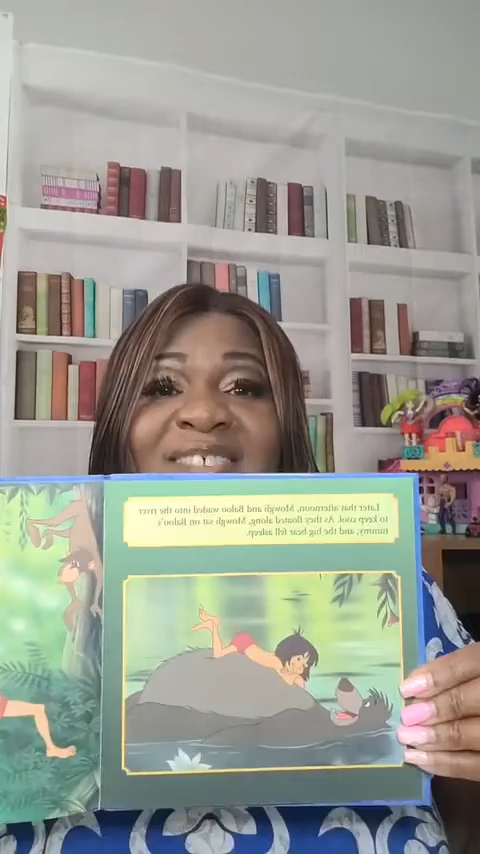 Later that afternoon, Mowgli and Baloo waded into the river
to keep cool. As they floated along, Mowgli sat on Baloo's
tummy, and the big bear fell asleep.